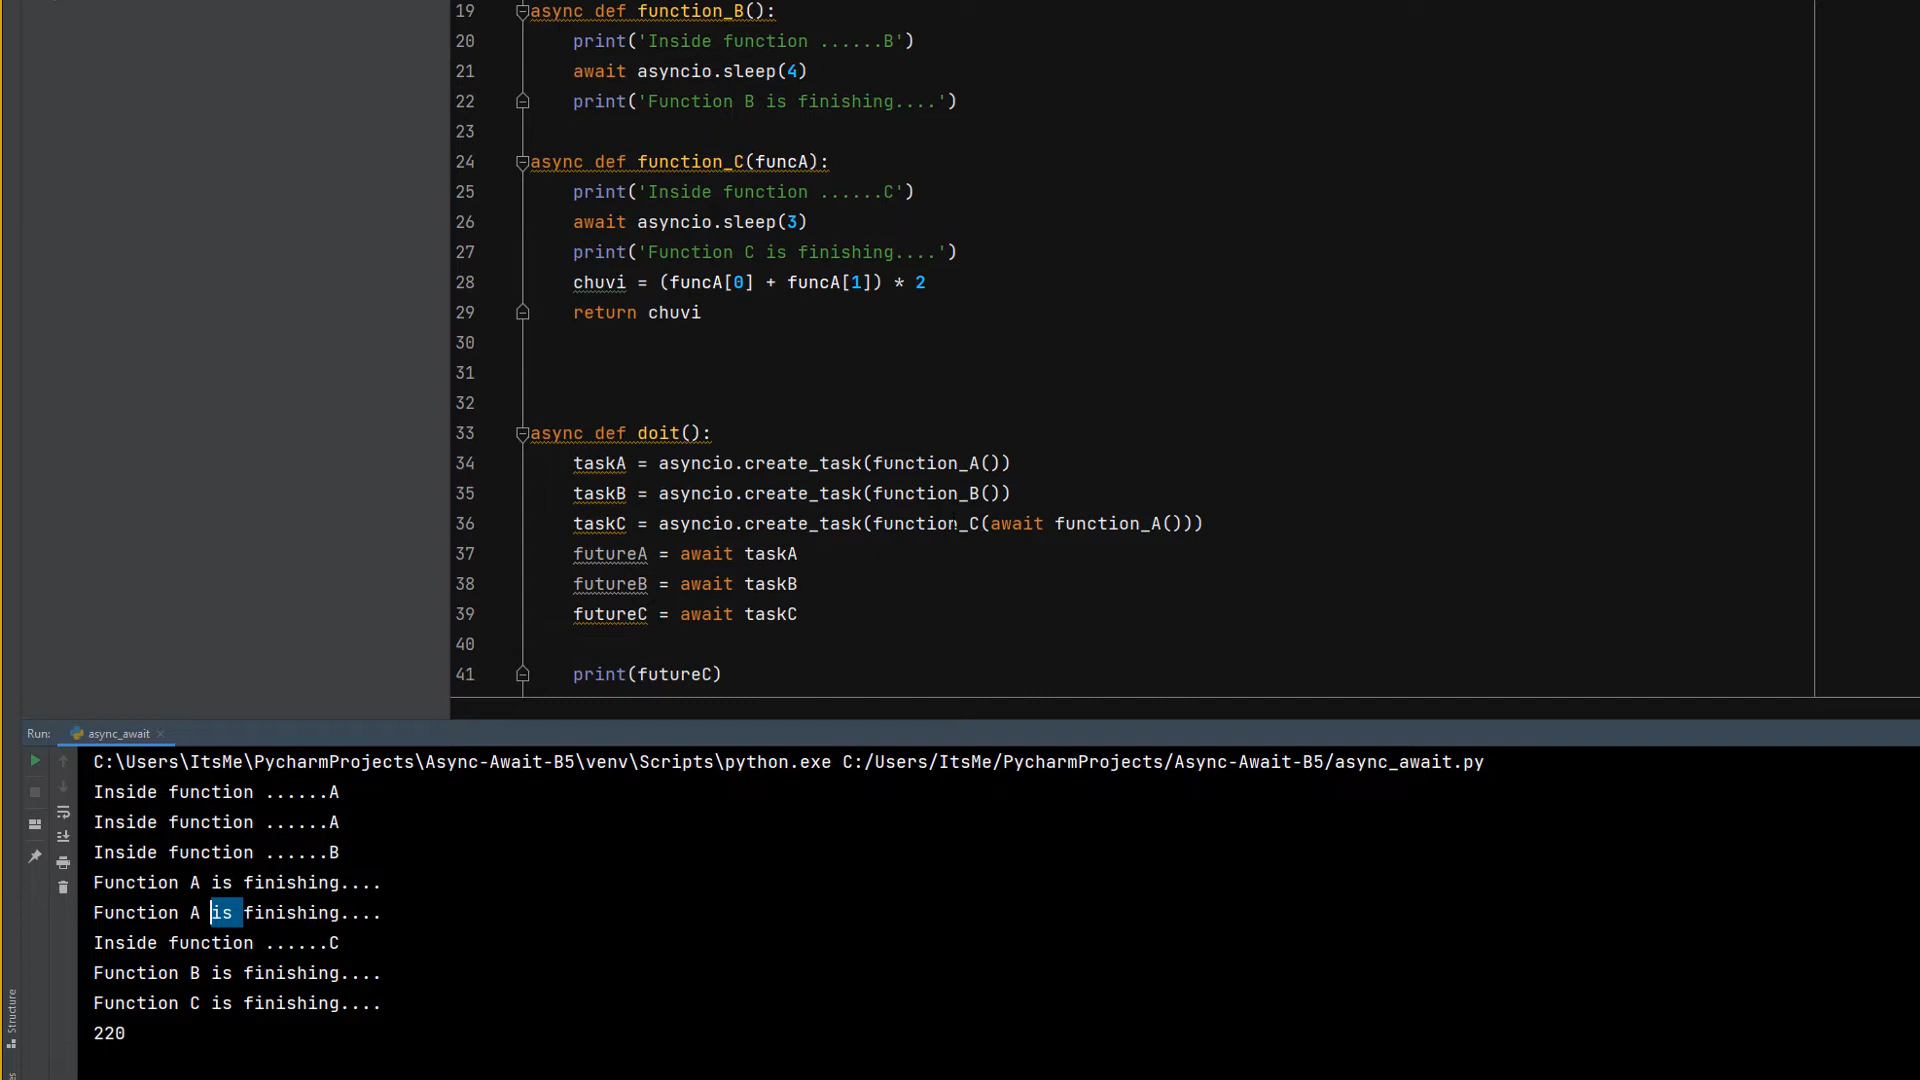 19 async def function_B():
20 print('Inside function ......B')
21 await asyncio.sleep(4)
22 print('Function B is finishing....')
23
24 async def function_C(funcA):
25 print('Inside function ......C')
26 await asyncio.sleep(3)
27 print('Function C is finishing....')
28 chuvi = (funcA[0] + funcA[1]) * 2
29 return chuvi
30
31
32
33 async def doit():
34 taskA = asyncio.create_task(function_A())
35 taskB = asyncio.create_task(function_B())
36 taskC = asyncio.create_task(function_C(await function_A()))
37 futureA = await taskA
38 futureB = await taskB
39 futureC = await taskC
40
41 print(futureC)
Run: async_await
C:\Users\ItsMe\PycharmProjects\Async-Await-B5\venv\Scripts\python.exe C:/Users/ItsMe/PycharmProjects/Async-Await-B5/async_await.py
Inside function ......A
Inside function ......A
Inside function ......B
Function A is finishing....
Function A is finishing....
Inside function ......C
Function B is finishing....
Function C is finishing....
220
Structure